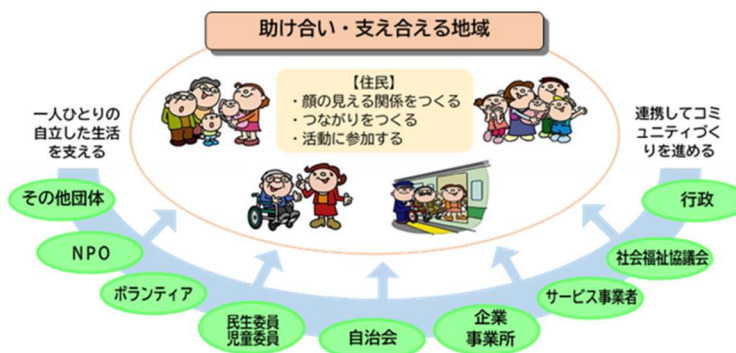 助け合い・支え合える地域
【住民】
・顔の見える関係をつくる
・つながりをつくる
・活動に参加する
一人ひとりの
自立した生活
を支える
連携してコミ
ュニティづく
りを進める
その他団体
NPO
ボランティア
民生委員
児童委員
自治会
企業
事業所
サービス事業者
社会福祉協議会
行政